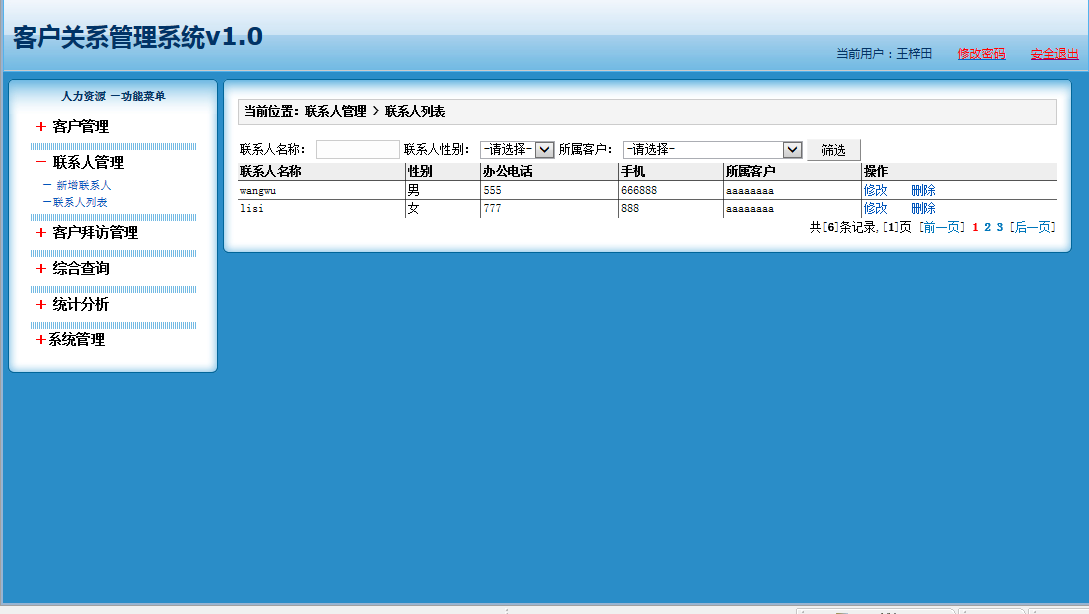 客户关系管理系统v1.0
当前用户：王梓田 修改密码 安全退出
人力资源 －功能菜单
+ 客户管理
－ 联系人管理
－ 新增联系人
－联系人列表
+ 客户拜访管理
+ 综合查询
+ 统计分析
+系统管理
当前位置：联系人管理 > 联系人列表
联系人名称： 联系人性别： -请选择- 所属客户： -请选择- 筛选
联系人名称 性别 办公电话 手机 所属客户 操作
wangwu 男 555 666888 aaaaaaaa 修改 删除
lisi 女 777 888 aaaaaaaa 修改 删除
共[6]条记录,[1]页 [前一页] 1 2 3 [后一页]